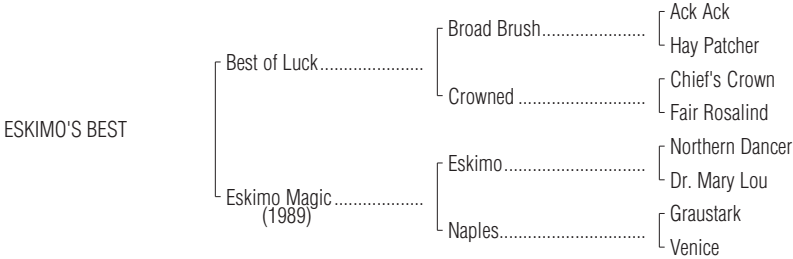 Ack Ack
Broad Brush......................
Hay Patcher
Best of Luck......................
Chief's Crown
Crowned ...........................
Fair Rosalind
ESKIMO'S BEST
Northern Dancer
Eskimo..............................
Dr. Mary Lou
Eskimo Magic...................
(1989)
Graustark
Naples...............................
Venice